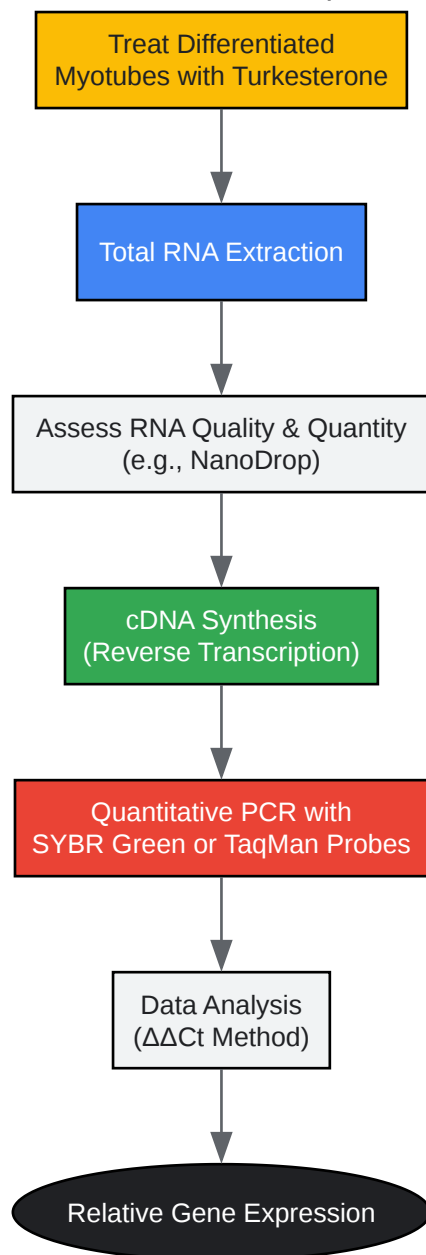 Treat Differentiated
Myotubes with Turkesterone
Total RNA Extraction
Assess RNA Quality & Quantity
(e.g., NanoDrop)
cDNA Synthesis
(Reverse Transcription)
Quantitative PCR with
SYBR Green or TaqMan Probes
Data Analysis
(ΔΔCt Method)
Relative Gene Expression